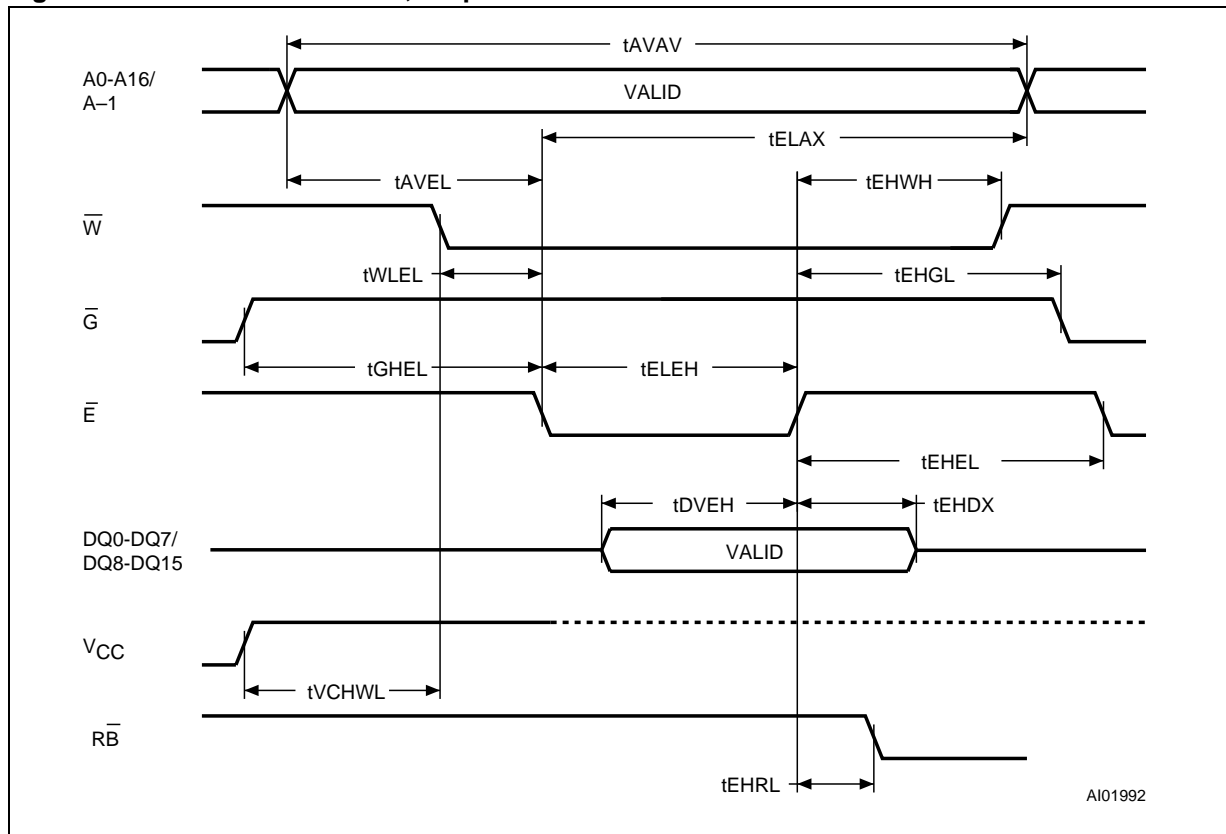 tAVAV
A0-A16/
A–1
VALID
tELAX
tAVEL
tEHWH
W̅
tWLEL
tEHGL
G̅
tGHEL
tELEH
E̅
tEHEL
tDVEH
tEHDX
DQ0-DQ7/
DQ8-DQ15
VALID
VCC
tVCHWL
RB̅
tEHRL
AI01992